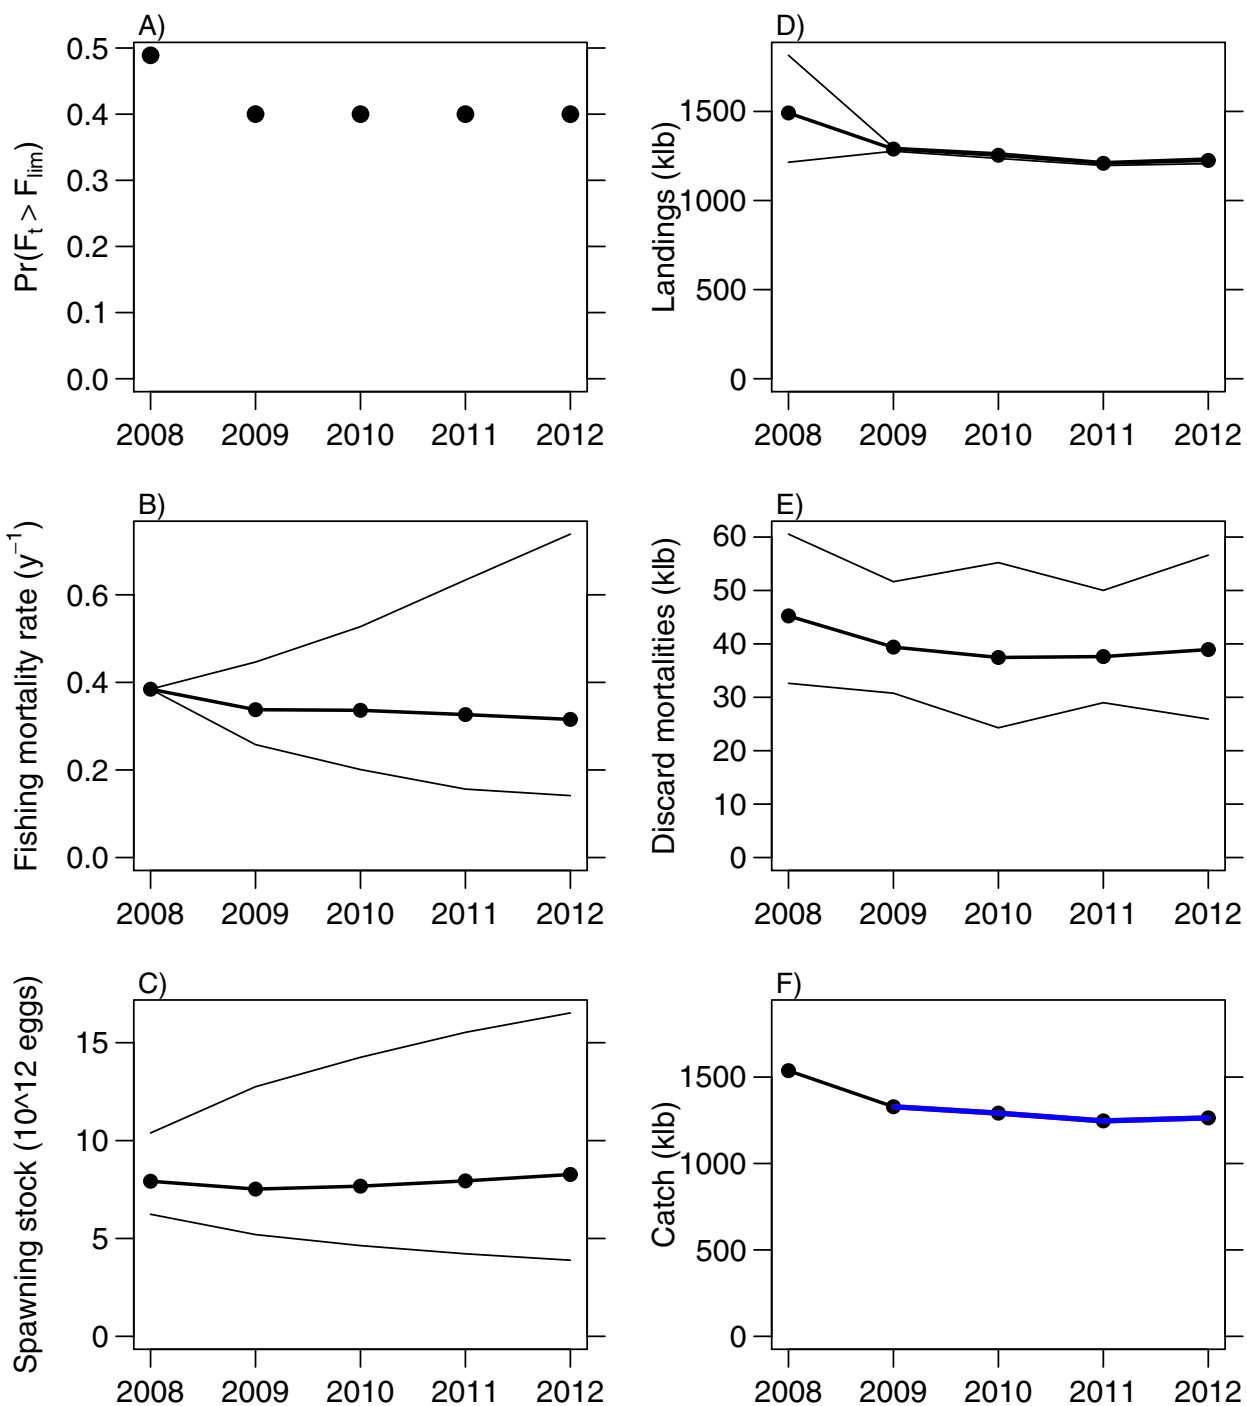 A)
Pr(Fₜ > Fₗᵢₘ)
0.5
0.4
0.3
0.2
0.1
0.0
2008 2009 2010 2011 2012
D)
Landings (klb)
1500
1000
500
0
2008 2009 2010 2011 2012
B)
Fishing mortality rate (y⁻¹)
0.6
0.4
0.2
0.0
2008 2009 2010 2011 2012
E)
Discard mortalities (klb)
60
50
40
30
20
10
0
2008 2009 2010 2011 2012
C)
Spawning stock (10^12 eggs)
15
10
5
0
2008 2009 2010 2011 2012
F)
Catch (klb)
1500
1000
500
0
2008 2009 2010 2011 2012